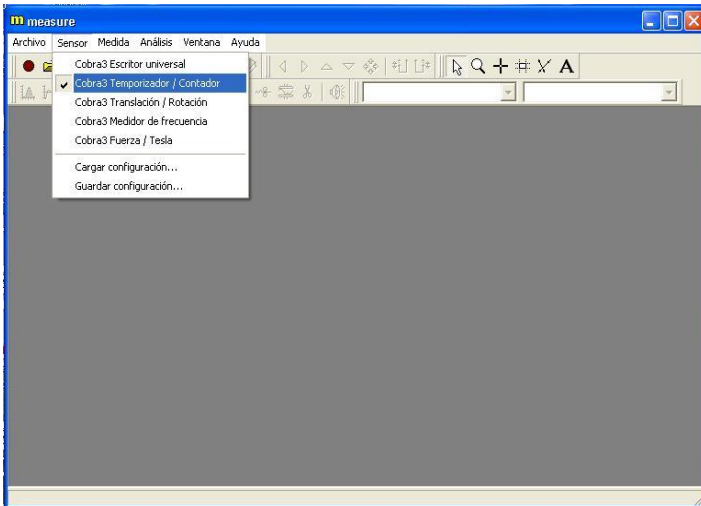 m measure
Archivo Sensor Medida Análisis Ventana Ayuda
Cobra3 Escritor universal
Cobra3 Temporizador / Contador
Cobra3 Translación / Rotación
Cobra3 Medidor de frecuencia
Cobra3 Fuerza / Tesla
Cargar configuración...
Guardar configuración...
A